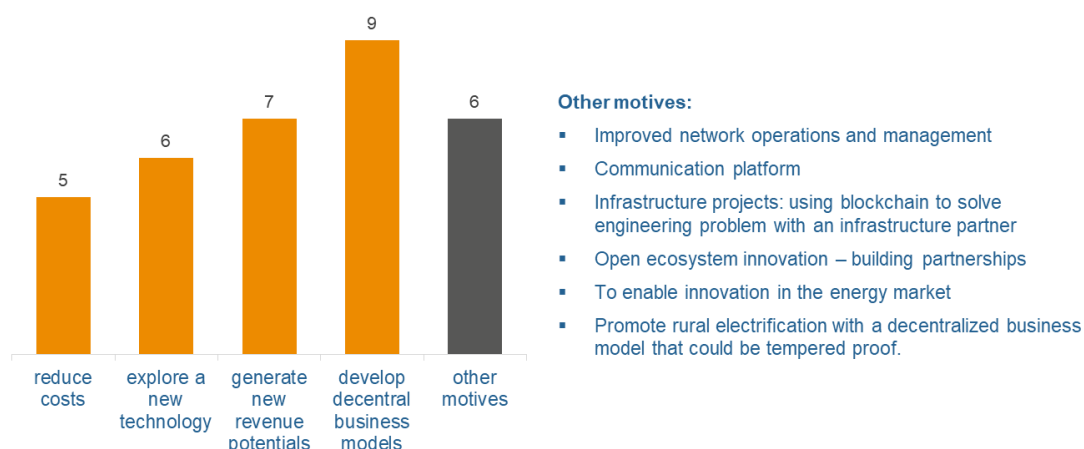 9
7
6
6
5
reduce
costs
explore a
new
technology
generate
new
revenue
potentials
develop
decentral
business
models
other
motives
Other motives:
▪ Improved network operations and management
▪ Communication platform
▪ Infrastructure projects: using blockchain to solve
engineering problem with an infrastructure partner
▪ Open ecosystem innovation – building partnerships
▪ To enable innovation in the energy market
▪ Promote rural electrification with a decentralized business
model that could be tempered proof.